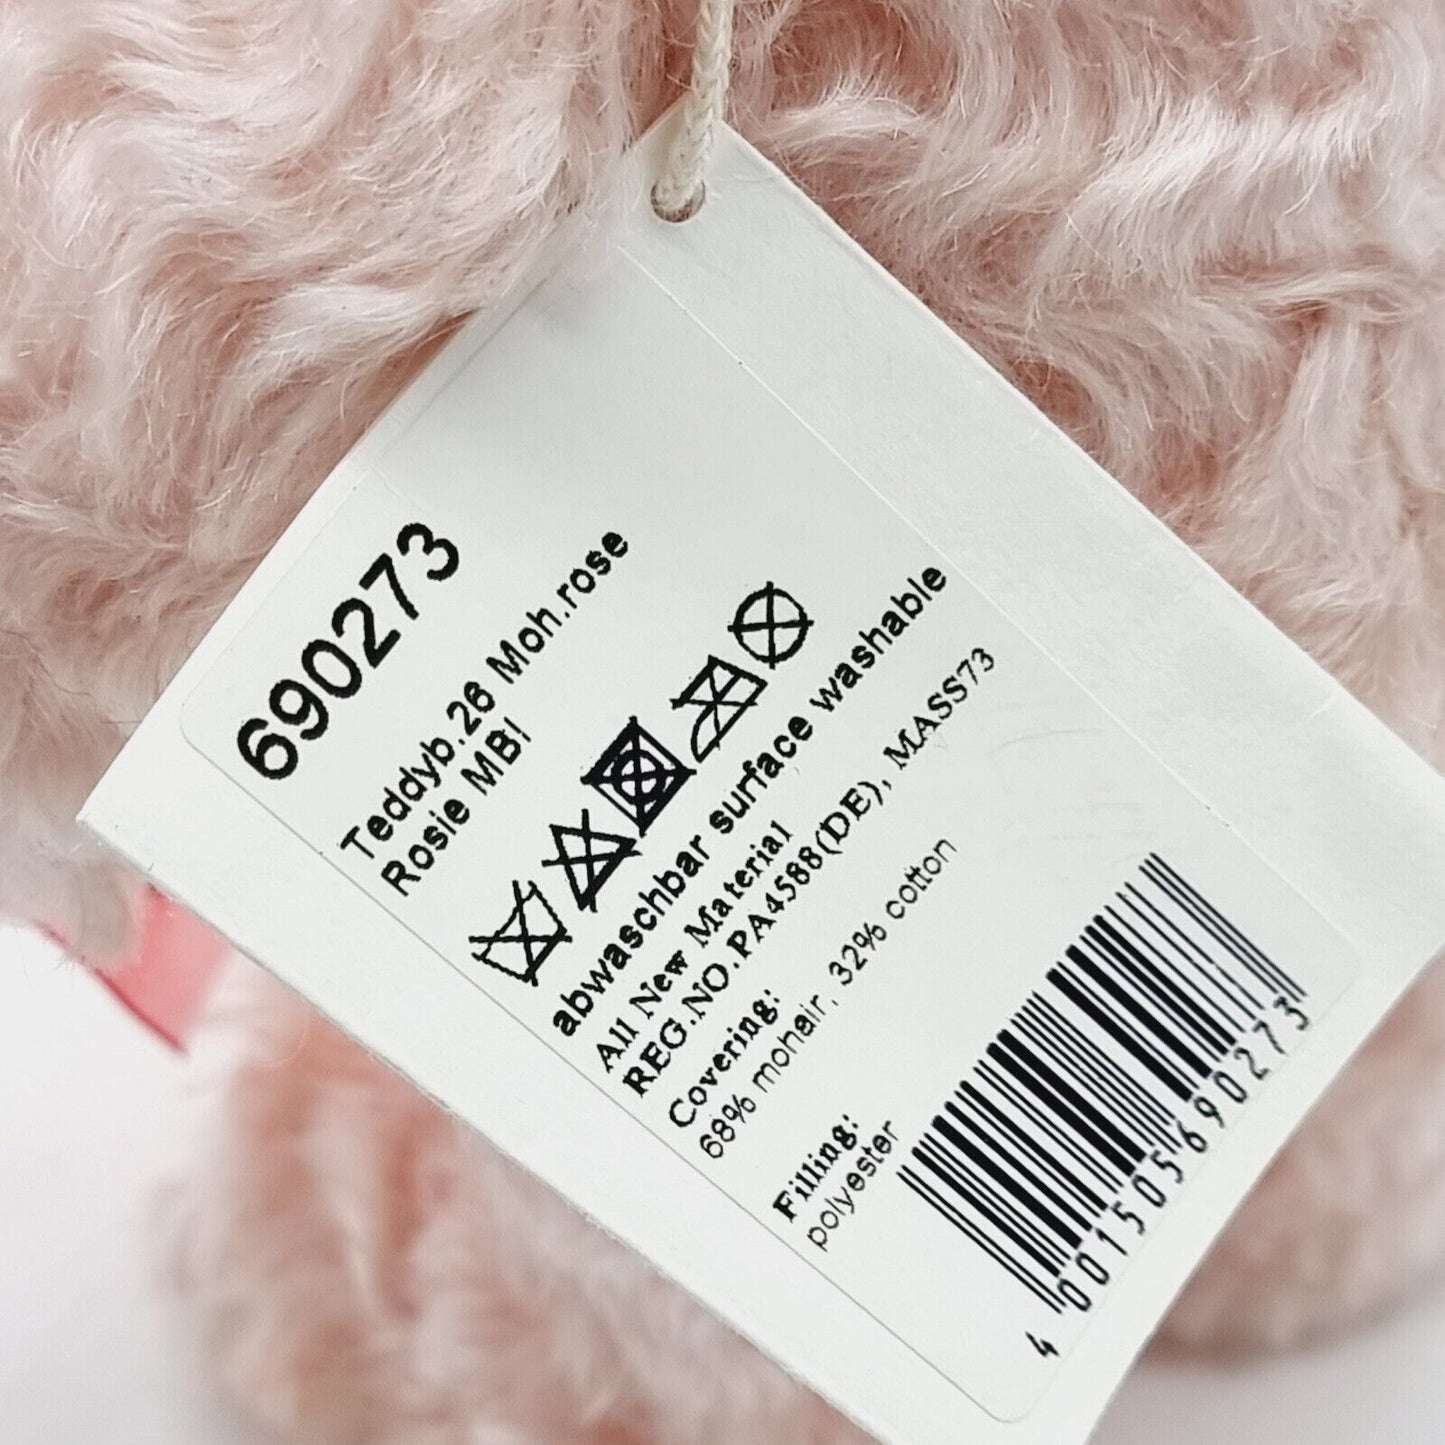 690273
Teddyb.26 Moh.rose
Rosie MBI
abwaschbar surface washable
All New Material
REG.NO.PA4588(DE), MASS73
Covering:
68% mohair, 32% cotton
Filling:
polyester
4 001505 690273